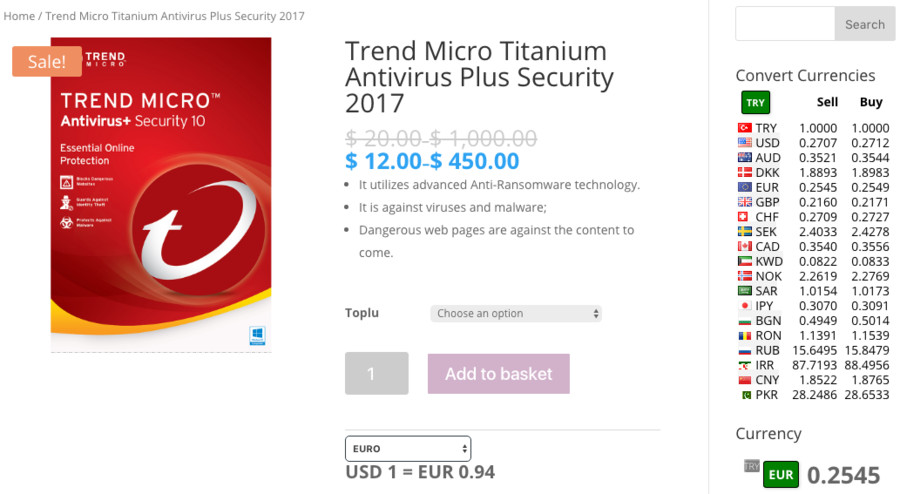 Home / Trend Micro Titanium Antivirus Plus Security 2017
Sale!
TREND
MICRO
TREND MICRO™
Antivirus+ Security 10
Essential Online
Protection
Blocks Dangerous
Websites
Guards Against
Identity Theft
Protects Against
Malware
Trend Micro Titanium
Antivirus Plus Security
2017
$ 20.00–$ 1,000.00
$ 12.00–$ 450.00
It utilizes advanced Anti-Ransomware technology.
It is against viruses and malware;
Dangerous web pages are against the content to
come.
Toplu Choose an option
1 Add to basket
EURO
USD 1 = EUR 0.94
Search
Convert Currencies
TRY Sell Buy
TRY 1.0000 1.0000
USD 0.2707 0.2712
AUD 0.3521 0.3544
DKK 1.8893 1.8983
EUR 0.2545 0.2549
GBP 0.2160 0.2171
CHF 0.2709 0.2727
SEK 2.4033 2.4278
CAD 0.3540 0.3556
KWD 0.0822 0.0833
NOK 2.2619 2.2769
SAR 1.0154 1.0173
JPY 0.3070 0.3091
BGN 0.4949 0.5014
RON 1.1391 1.1539
RUB 15.6495 15.8479
IRR 87.7193 88.4956
CNY 1.8522 1.8765
PKR 28.2486 28.6533
Currency
TRY EUR 0.2545